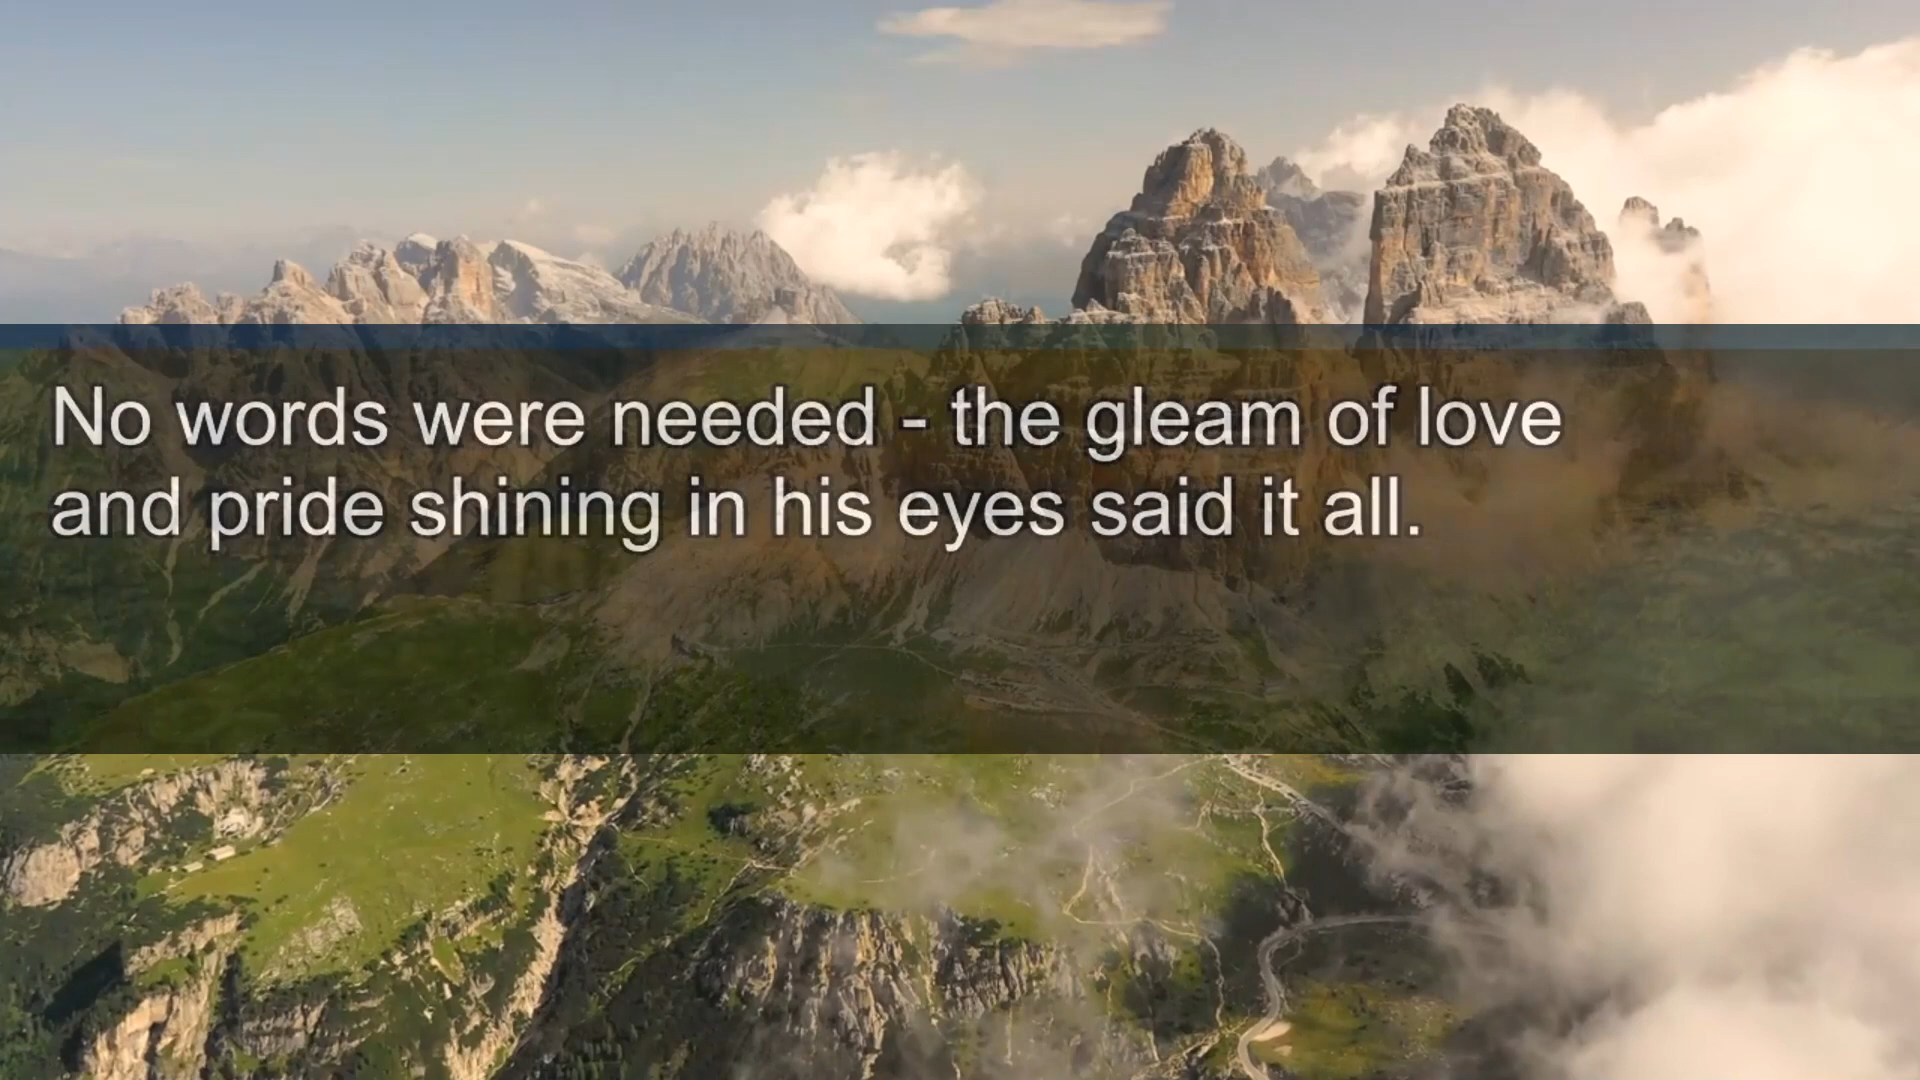 No words were needed - the gleam of love
and pride shining in his eyes said it all.